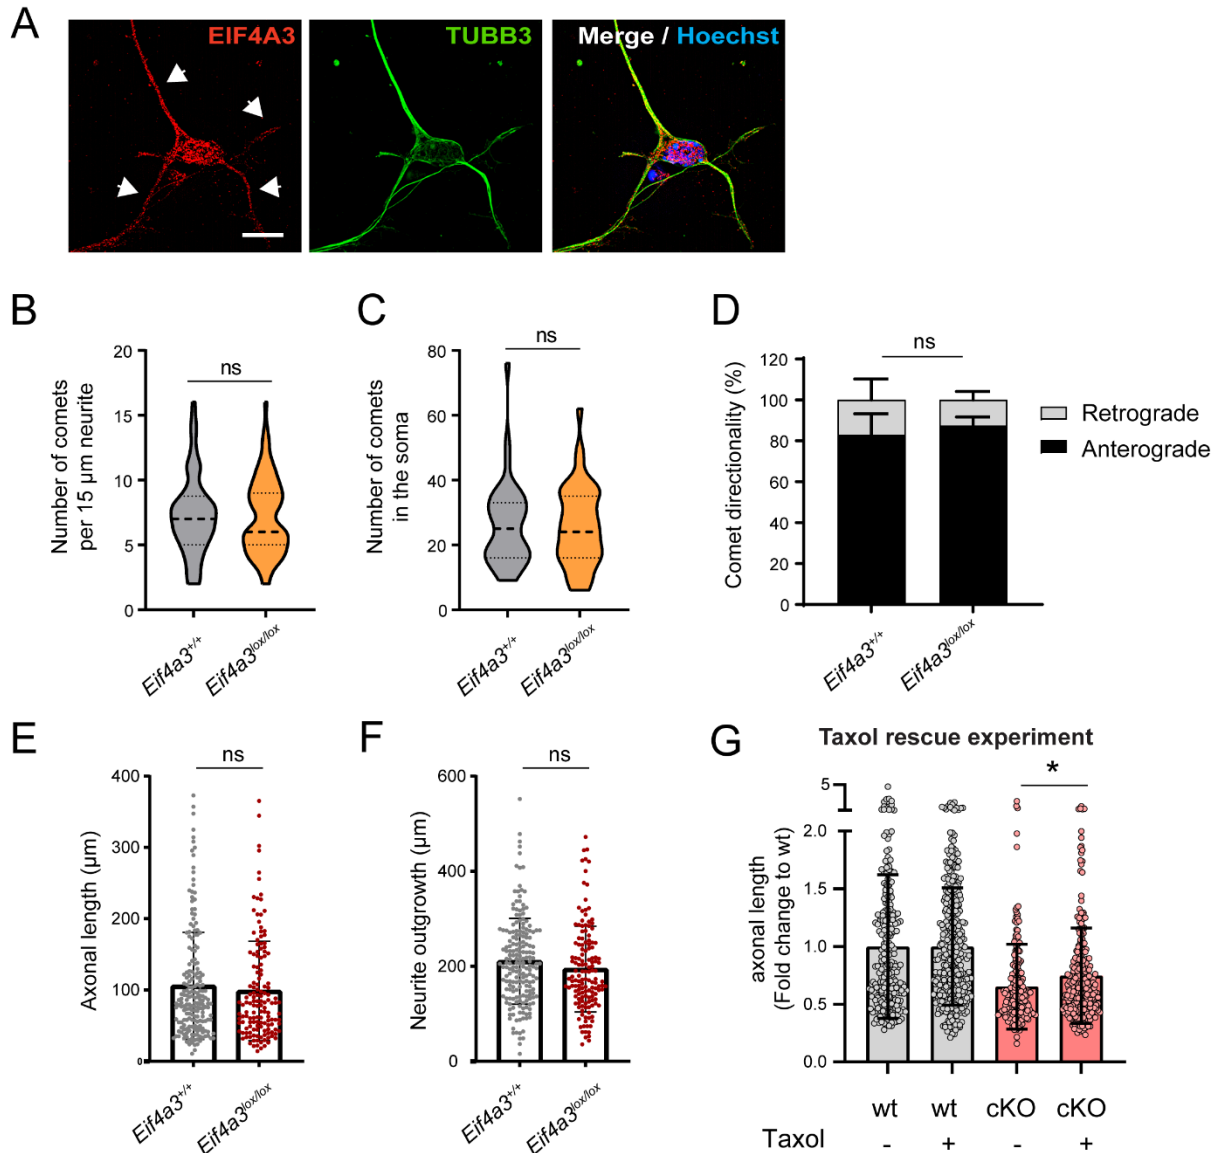 A
EIF4A3
TUBB3
Merge / Hoechst
B
Number of comets
per 15 µm neurite
20
15
10
5
0
ns
Eif4a3+/+
Eif4a3lox/lox
C
Number of comets
in the soma
80
60
40
20
0
ns
Eif4a3+/+
Eif4a3lox/lox
D
Comet directionality (%)
120
100
80
60
40
20
0
ns
Retrograde
Anterograde
Eif4a3+/+
Eif4a3lox/lox
E
Axonal length (µm)
400
300
200
100
0
ns
Eif4a3+/+
Eif4a3lox/lox
F
Neurite outgrowth (µm)
600
400
200
0
ns
Eif4a3+/+
Eif4a3lox/lox
G
Taxol rescue experiment
axonal length
(Fold change to wt)
5
2.0
1.5
1.0
0.5
0.0
*
wt wt cKO cKO
Taxol - + - +